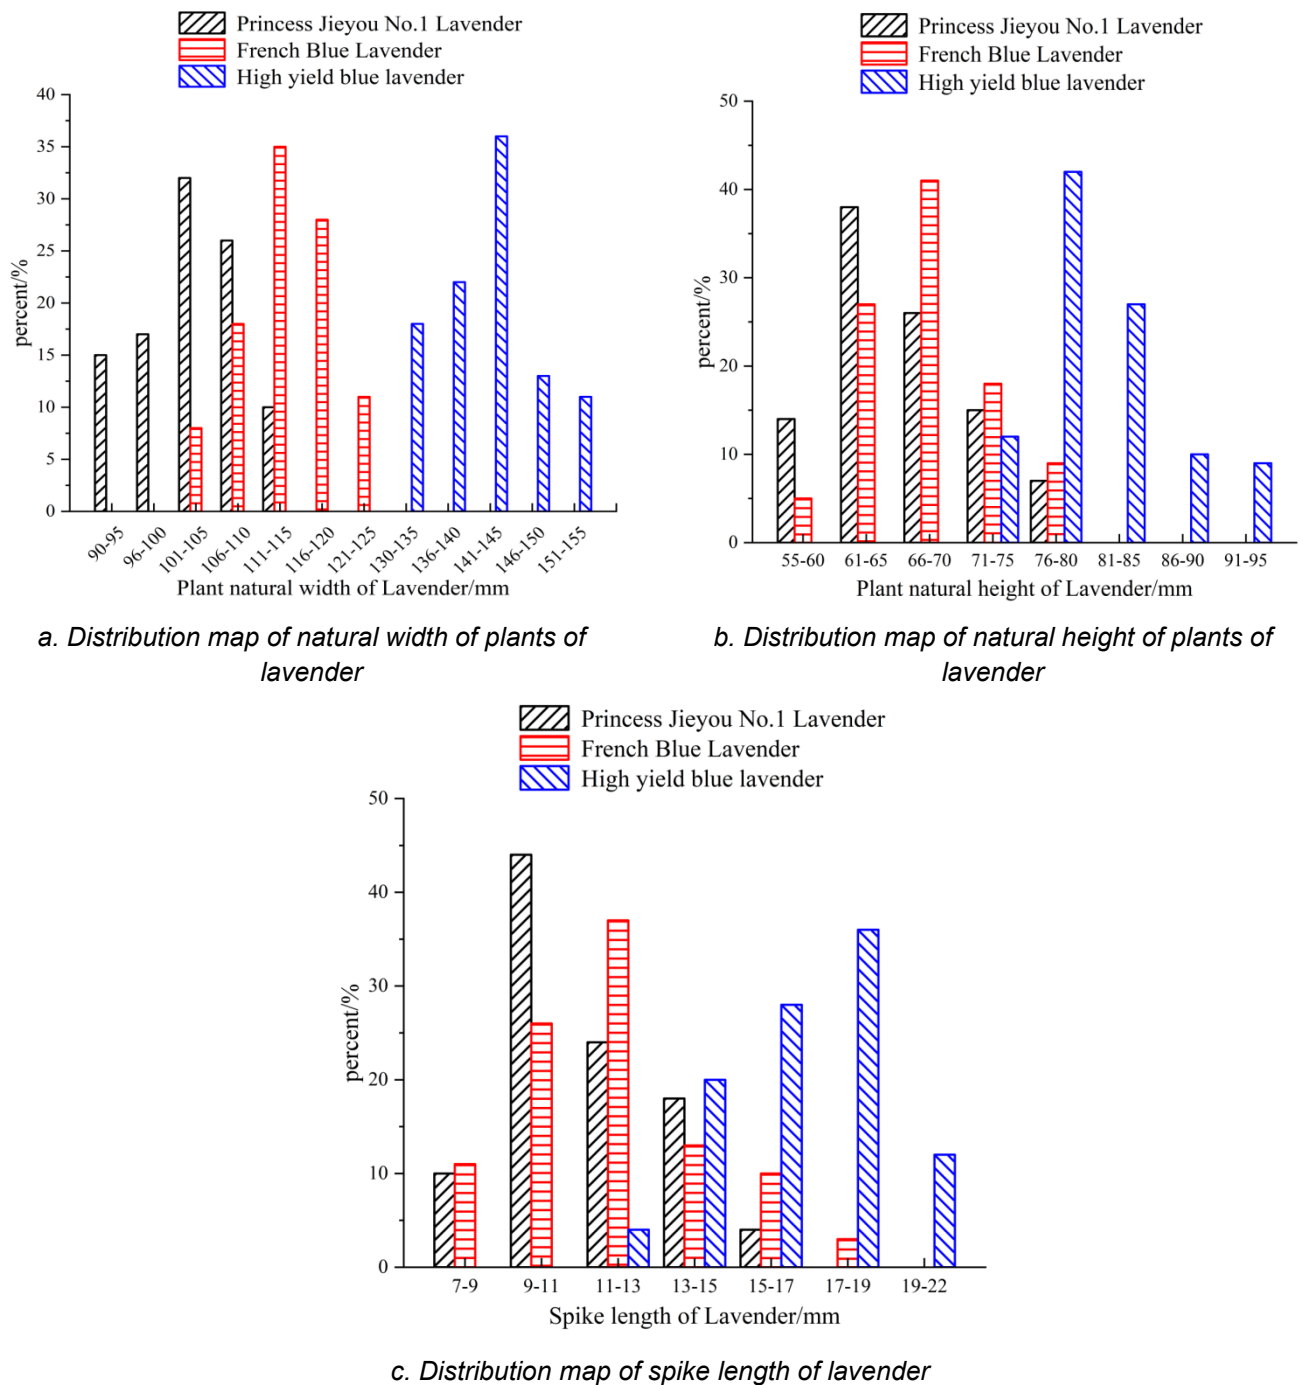 Princess Jieyou No.1 Lavender
French Blue Lavender
High yield blue lavender
40
35
30
25
20
15
10
5
0
percent/%
90-95
96-100
101-105
106-110
111-115
116-120
121-125
130-135
136-140
141-145
146-150
151-155
Plant natural width of Lavender/mm
a. Distribution map of natural width of plants of
lavender
Princess Jieyou No.1 Lavender
French Blue Lavender
High yield blue lavender
50
40
30
20
10
0
percent/%
55-60
61-65
66-70
71-75
76-80
81-85
86-90
91-95
Plant natural height of Lavender/mm
b. Distribution map of natural height of plants of
lavender
Princess Jieyou No.1 Lavender
French Blue Lavender
High yield blue lavender
50
40
30
20
10
0
percent/%
7-9
9-11
11-13
13-15
15-17
17-19
19-22
Spike length of Lavender/mm
c. Distribution map of spike length of lavender